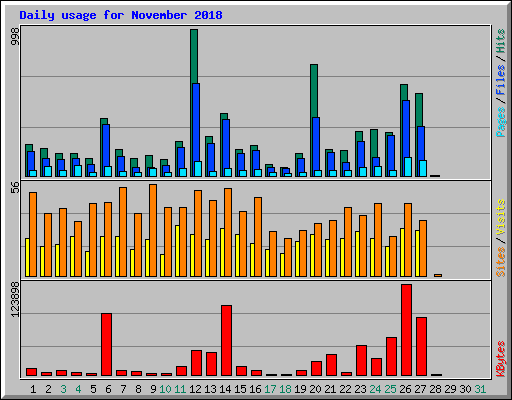 Daily usage for November 2018
998
Pages / Files / Hits
56
Sites / Visits
123898
KBytes
1 2 3 4 5 6 7 8 9 10 11 12 13 14 15 16 17 18 19 20 21 22 23 24 25 26 27 28 29 30 31